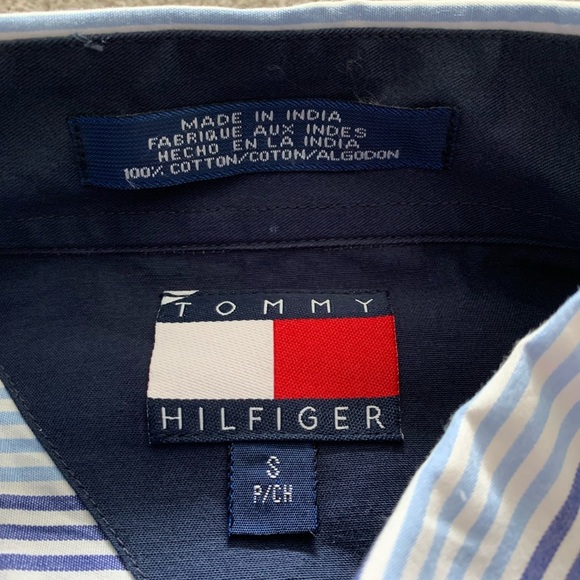 MADE IN INDIA
FABRIQUE AUX INDES
HECHO EN LA INDIA
100% COTTON/COTON/ALGODON
TOMMY
HILFIGER
S
P/CH